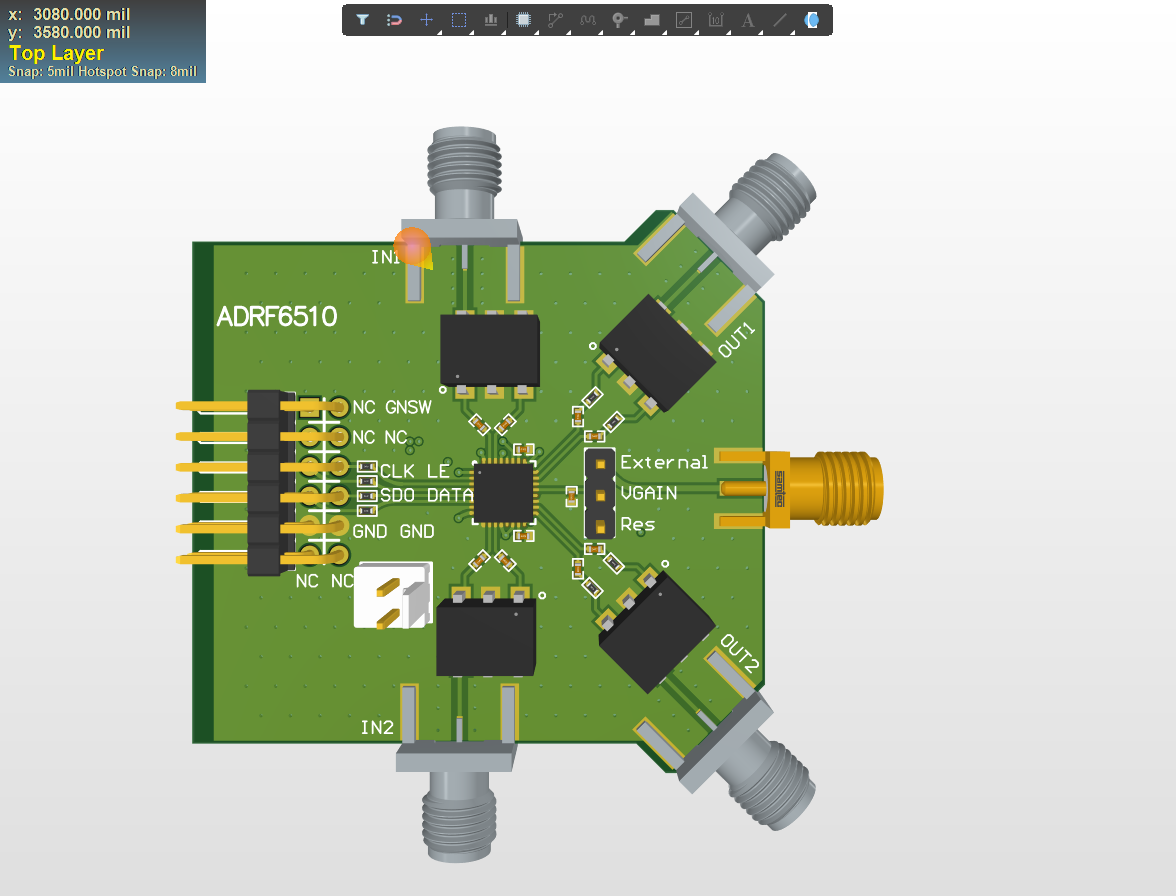 x: 3080.000 mil
y: 3580.000 mil
Top Layer
Snap: 5mil Hotspot Snap: 8mil
IN1
ADRF6510
OUT1
NC GNSW
NC NC
CLK LE
SDO DATA
GND GND
NC NC
External
VGAIN
Res
samtec
OUT2
IN2